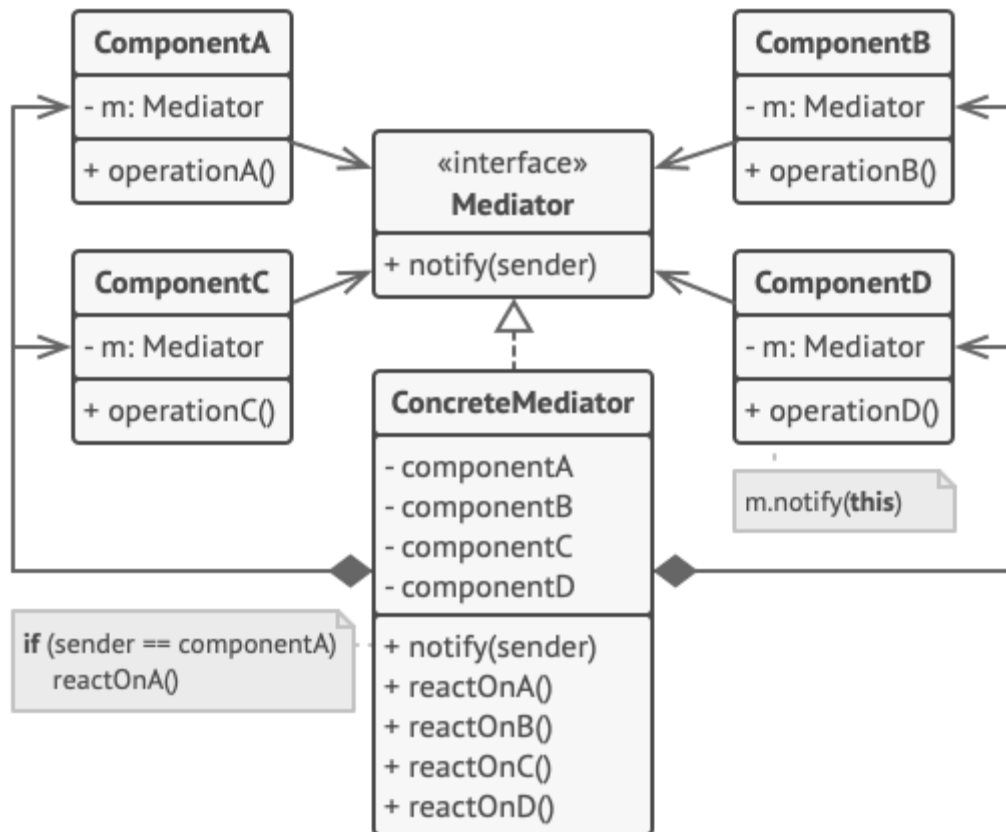 ComponentA
- m: Mediator
+ operationA()
ComponentB
- m: Mediator
+ operationB()
«interface»
Mediator
+ notify(sender)
ComponentC
- m: Mediator
+ operationC()
ComponentD
- m: Mediator
+ operationD()
m.notify(this)
ConcreteMediator
- componentA
- componentB
- componentC
- componentD
+ notify(sender)
+ reactOnA()
+ reactOnB()
+ reactOnC()
+ reactOnD()
if (sender == componentA)
reactOnA()